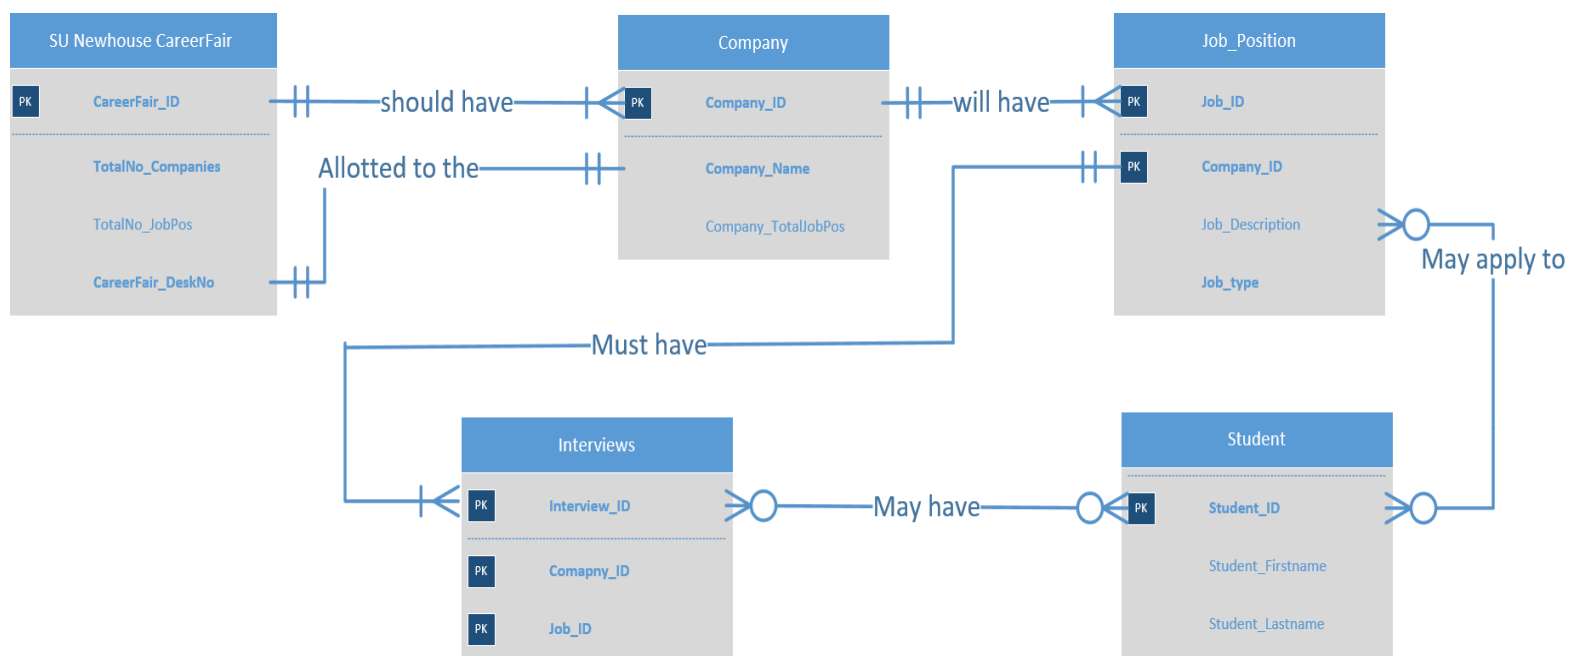 SU Newhouse CareerFair
PK CareerFair_ID
TotalNo_Companies
TotalNo_JobPos
CareerFair_DeskNo
should have
Allotted to the
Company
PK Company_ID
Company_Name
Company_TotalJobPos
will have
Job_Position
PK Job_ID
PK Company_ID
Job_Description
Job_type
May apply to
Must have
Interviews
PK Interview_ID
PK Comapny_ID
PK Job_ID
May have
Student
PK Student_ID
Student_Firstname
Student_Lastname